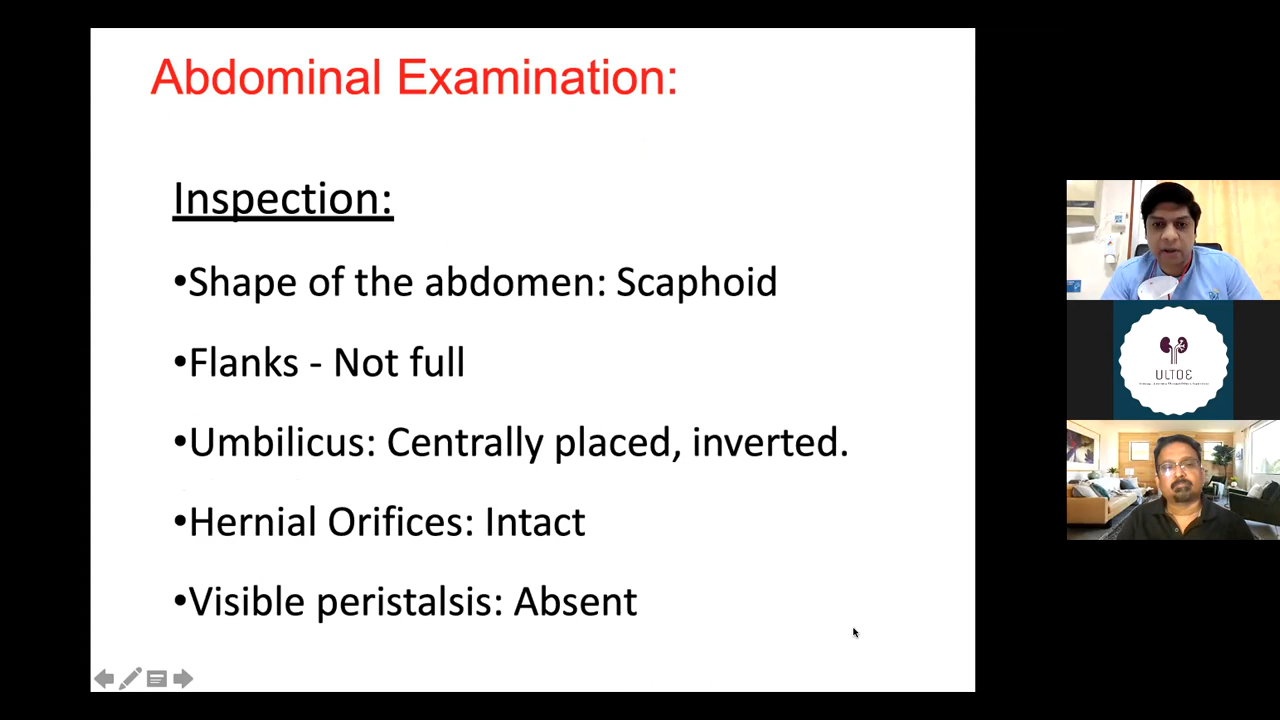 Abdominal Examination:
Inspection:
•Shape of the abdomen: Scaphoid
•Flanks - Not full
•Umbilicus: Centrally placed, inverted.
•Hernial Orifices: Intact
•Visible peristalsis: Absent
ULTOE